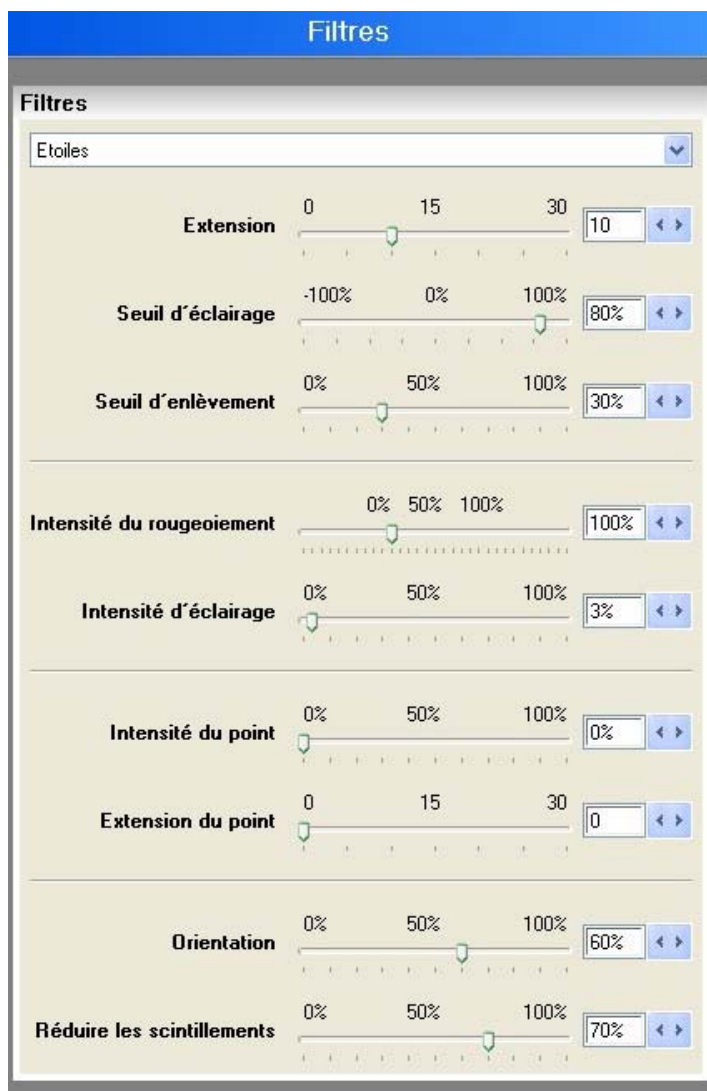 Filtres
Filtres
Etoiles
0 15 30
Extension 10
-100% 0% 100%
Seuil d´éclairage 80%
0% 50% 100%
Seuil d´enlèvement 30%
0% 50% 100%
Intensité du rougeoiement 100%
0% 50% 100%
Intensité d´éclairage 3%
0% 50% 100%
Intensité du point 0%
0 15 30
Extension du point 0
0% 50% 100%
Orientation 60%
0% 50% 100%
Réduire les scintillements 70%